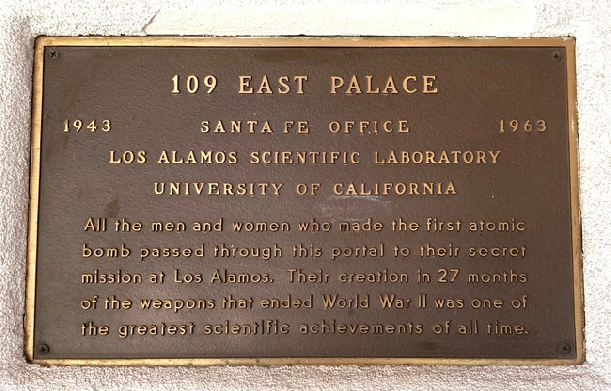 109 EAST PALACE
1943 SANTA FE OFFICE 1963
LOS ALAMOS SCIENTIFIC LABORATORY
UNIVERSITY OF CALIFORNIA
All the men and women who made the first atomic
bomb passed through this portal to their secret
mission at Los Alamos. Their creation in 27 months
of the weapons that ended World War II was one of
the greatest scientific achievements of all time.